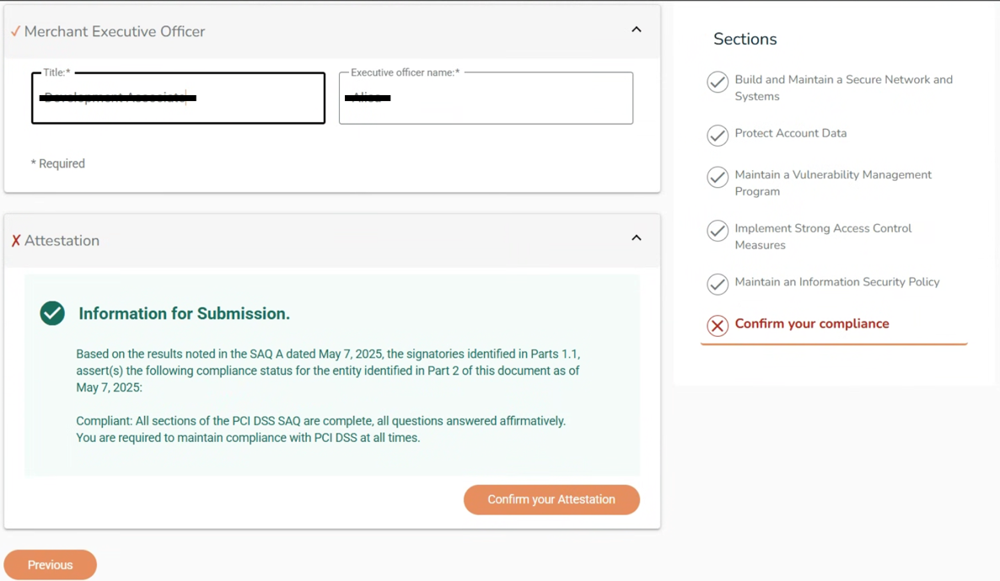 Merchant Executive Officer
Title:*
Executive officer name:*
* Required
Attestation
Information for Submission.
Based on the results noted in the SAQ A dated May 7, 2025, the signatories identified in Parts 1.1,
assert(s) the following compliance status for the entity identified in Part 2 of this document as of
May 7, 2025:
Compliant: All sections of the PCI DSS SAQ are complete, all questions answered affirmatively.
You are required to maintain compliance with PCI DSS at all times.
Confirm your Attestation
Previous
Sections
Build and Maintain a Secure Network and
Systems
Protect Account Data
Maintain a Vulnerability Management
Program
Implement Strong Access Control
Measures
Maintain an Information Security Policy
Confirm your compliance